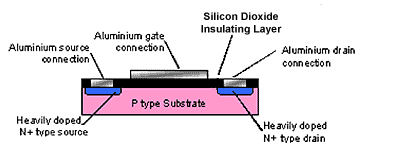 Silicon Dioxide
Insulating Layer
Aluminium gate
connection
Aluminium source
connection
Aluminium drain
connection
P type Substrate
Heavily doped
N+ type source
Heavily doped
N+ type drain